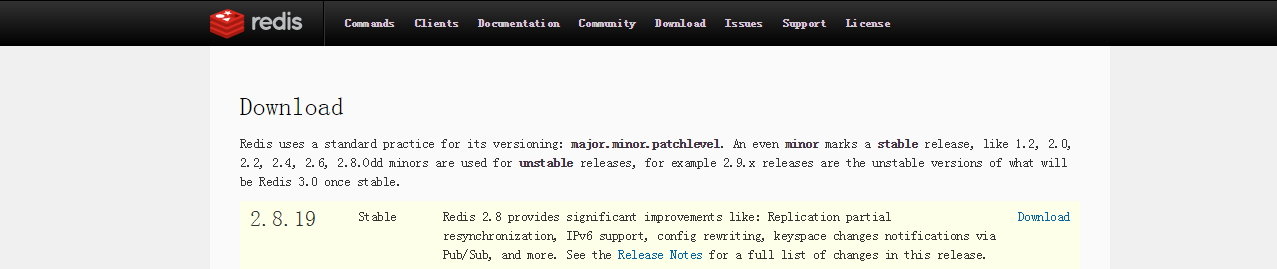 redis Commands Clients Documentation Community Download Issues Support License
Download
Redis uses a standard practice for its versioning: major.minor.patchlevel. An even minor marks a stable release, like 1.2, 2.0,
2.2, 2.4, 2.6, 2.8.Odd minors are used for unstable releases, for example 2.9.x releases are the unstable versions of what will
be Redis 3.0 once stable.
2.8.19 Stable Redis 2.8 provides significant improvements like: Replication partial Download
resynchronization, IPv6 support, config rewriting, keyspace changes notifications via
Pub/Sub, and more. See the Release Notes for a full list of changes in this release.